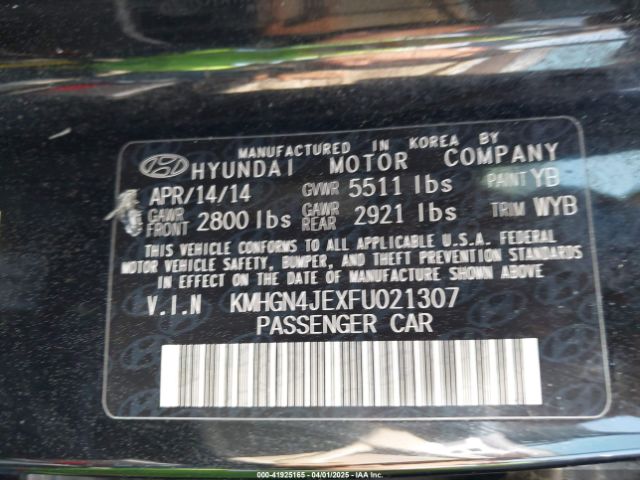 MANUFACTURED IN KOREA BY
HYUNDAI MOTOR COMPANY
APR/14/14 GVWR 5511 lbs PAINT YB
GAWR FRONT 2800 lbs GAWR REAR 2921 lbs TRIM WYB
THIS VEHICLE CONFORMS TO ALL APPLICABLE U.S.A. FEDERAL
MOTOR VEHICLE SAFETY, BUMPER, AND THEFT PREVENTION STANDARDS
IN EFFECT ON THE DATE OF MANUFACTURE SHOWN ABOVE
V.I.N KMHGN4JEXFU021307
PASSENGER CAR
000-41925165 - 04/01/2025 - IAA Inc.